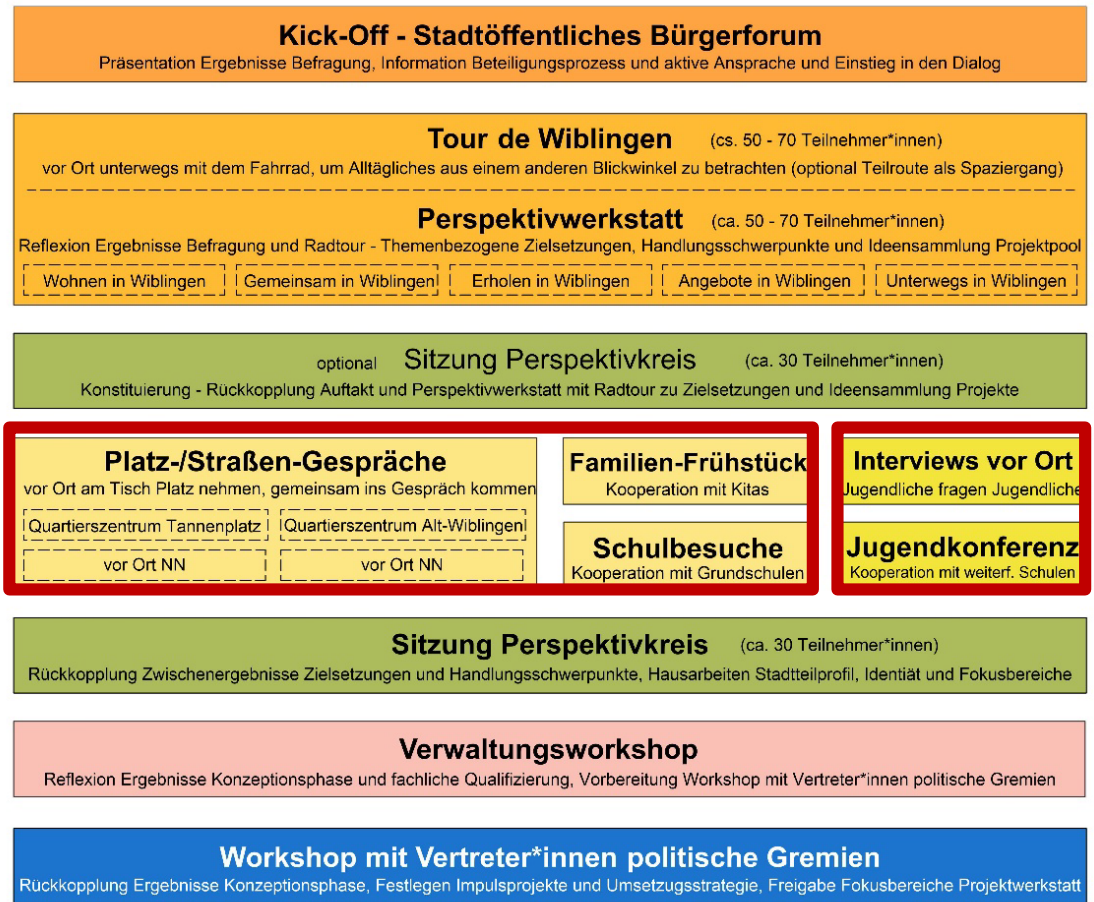 Kick-Off - Stadtöffentliches Bürgerforum
Präsentation Ergebnisse Befragung, Information Beteiligungsprozess und aktive Ansprache und Einstieg in den Dialog
Tour de Wiblingen (cs. 50 - 70 Teilnehmer*innen)
vor Ort unterwegs mit dem Fahrrad, um Alltägliches aus einem anderen Blickwinkel zu betrachten (optional Teilroute als Spaziergang)
Perspektivwerkstatt (ca. 50 - 70 Teilnehmer*innen)
Reflexion Ergebnisse Befragung und Radtour - Themenbezogene Zielsetzungen, Handlungsschwerpunkte und Ideensammlung Projektpool
Wohnen in Wiblingen Gemeinsam in Wiblingen Erholen in Wiblingen Angebote in Wiblingen Unterwegs in Wiblingen
optional Sitzung Perspektivkreis (ca. 30 Teilnehmer*innen)
Konstituierung - Rückkopplung Auftakt und Perspektivwerkstatt mit Radtour zu Zielsetzungen und Ideensammlung Projekte
Platz-/Straßen-Gespräche
vor Ort am Tisch Platz nehmen, gemeinsam ins Gespräch kommen
Quartierszentrum Tannenplatz Quartierszentrum Alt-Wiblingen
vor Ort NN vor Ort NN
Familien-Frühstück
Kooperation mit Kitas
Schulbesuche
Kooperation mit Grundschulen
Interviews vor Ort
Jugendliche fragen Jugendliche
Jugendkonferenz
Kooperation mit weiterf. Schulen
Sitzung Perspektivkreis (ca. 30 Teilnehmer*innen)
Rückkopplung Zwischenergebnisse Zielsetzungen und Handlungsschwerpunkte, Hausarbeiten Stadtteilprofil, Identiät und Fokusbereiche
Verwaltungsworkshop
Reflexion Ergebnisse Konzeptionsphase und fachliche Qualifizierung, Vorbereitung Workshop mit Vertreter*innen politische Gremien
Workshop mit Vertreter*innen politische Gremien
Rückkopplung Ergebnisse Konzeptionsphase, Festlegen Impulsprojekte und Umsetzugsstrategie, Freigabe Fokusbereiche Projektwerkstatt